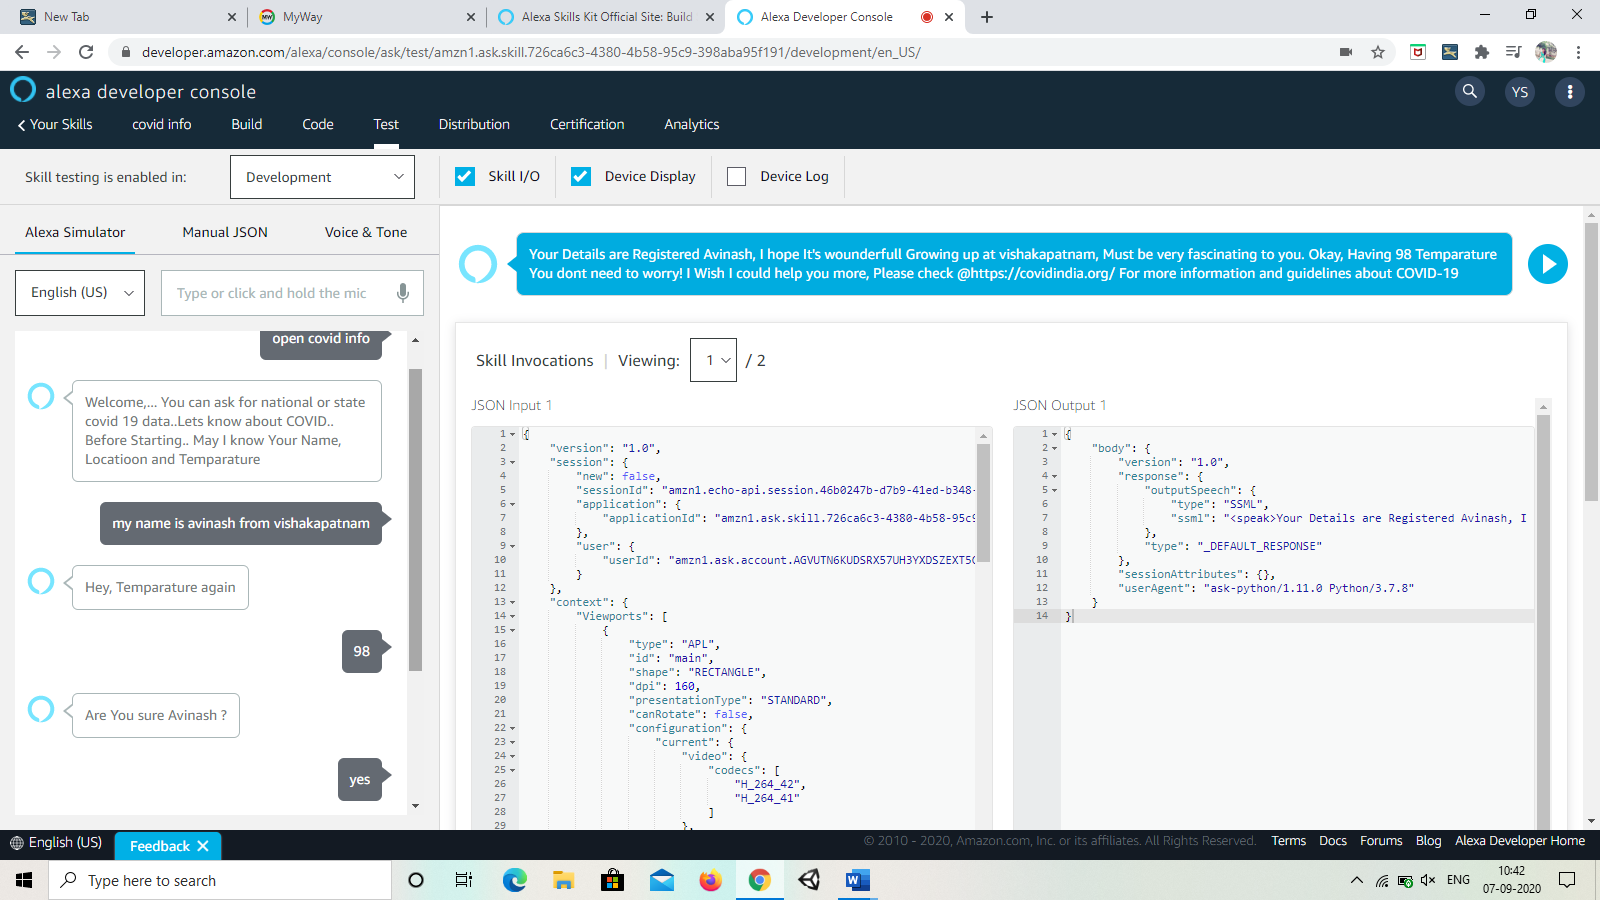 New Tab
MyWay
Alexa Skills Kit Official Site: Build
Alexa Developer Console
developer.amazon.com/alexa/console/ask/test/amzn1.ask.skill.726ca6c3-4380-4b58-95c9-398aba95f191/development/en_US/
alexa developer console
YS
Your Skills
covid info
Build
Code
Test
Distribution
Certification
Analytics
Skill testing is enabled in:
Development
Skill I/O
Device Display
Device Log
Alexa Simulator
Manual JSON
Voice & Tone
English (US)
Type or click and hold the mic
open covid info
Welcome,... You can ask for national or state
covid 19 data..Lets know about COVID..
Before Starting.. May I know Your Name,
Locatioon and Temparature
my name is avinash from vishakapatnam
Hey, Temparature again
98
Are You sure Avinash ?
yes
Your Details are Registered Avinash, I hope It's wounderfull Growing up at vishakapatnam, Must be very fascinating to you. Okay, Having 98 Temparature
You dont need to worry! I Wish I could help you more, Please check @https://covidindia.org/ For more information and guidelines about COVID-19
Skill Invocations | Viewing: 1 / 2
JSON Input 1
1 {
2 "version": "1.0",
3 "session": {
4 "new": false,
5 "sessionId": "amzn1.echo-api.session.46b0247b-d7b9-41ed-b348-
6 "application": {
7 "applicationId": "amzn1.ask.skill.726ca6c3-4380-4b58-95c9
8 },
9 "user": {
10 "userId": "amzn1.ask.account.AGVUTN6KUDSRX57UH3YXDSZEXT5
11 }
12 },
13 "context": {
14 "Viewports": [
15 {
16 "type": "APL",
17 "id": "main",
18 "shape": "RECTANGLE",
19 "dpi": 160,
20 "presentationType": "STANDARD",
21 "canRotate": false,
22 "configuration": {
23 "current": {
24 "video": {
25 "codecs": [
26 "H_264_42",
27 "H_264_41"
28 ]
29 },
JSON Output 1
1 {
2 "body": {
3 "version": "1.0",
4 "response": {
5 "outputSpeech": {
6 "type": "SSML",
7 "ssml": "<speak>Your Details are Registered Avinash, I
8 },
9 "type": "_DEFAULT_RESPONSE"
10 },
11 "sessionAttributes": {},
12 "userAgent": "ask-python/1.11.0 Python/3.7.8"
13 }
14 }
English (US)
Feedback
© 2010 - 2020, Amazon.com, Inc. or its affiliates. All Rights Reserved.
Terms
Docs
Forums
Blog
Alexa Developer Home
Type here to search
ENG
10:42
07-09-2020